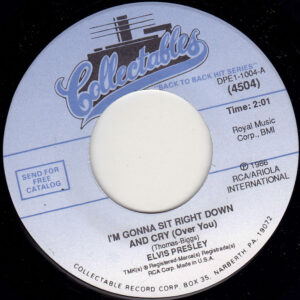 Collectables
"BACK TO BACK HIT SERIES"
DPE1-1004-A
(4504)
Time: 2:01
Royal Music
Corp., BMI
SEND FOR
FREE
CATALOG
℗ 1986
RCA/ARIOLA
INTERNATIONAL
I'M GONNA SIT RIGHT DOWN
AND CRY (Over You)
(Thomas-Biggs)
ELVIS PRESLEY
TMK(s) ® Registered-Marca(s) Registrada(s)
RCA Corp. Made in U.S.A.
COLLECTABLE RECORD CORP. BOX 35, NARBERTH, PA. 19072